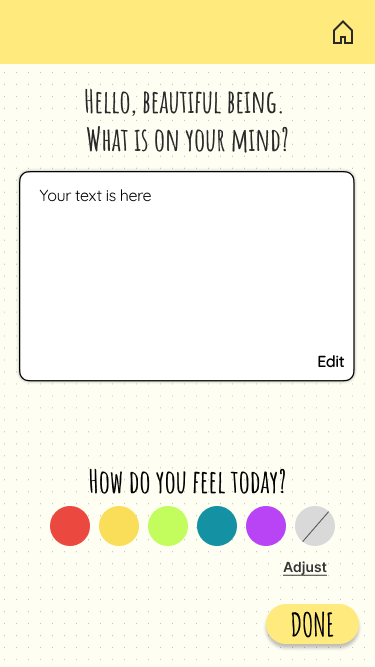 Hello, beautiful being.
What is on your mind?
Your text is here
Edit
How do you feel today?
Adjust
DONE